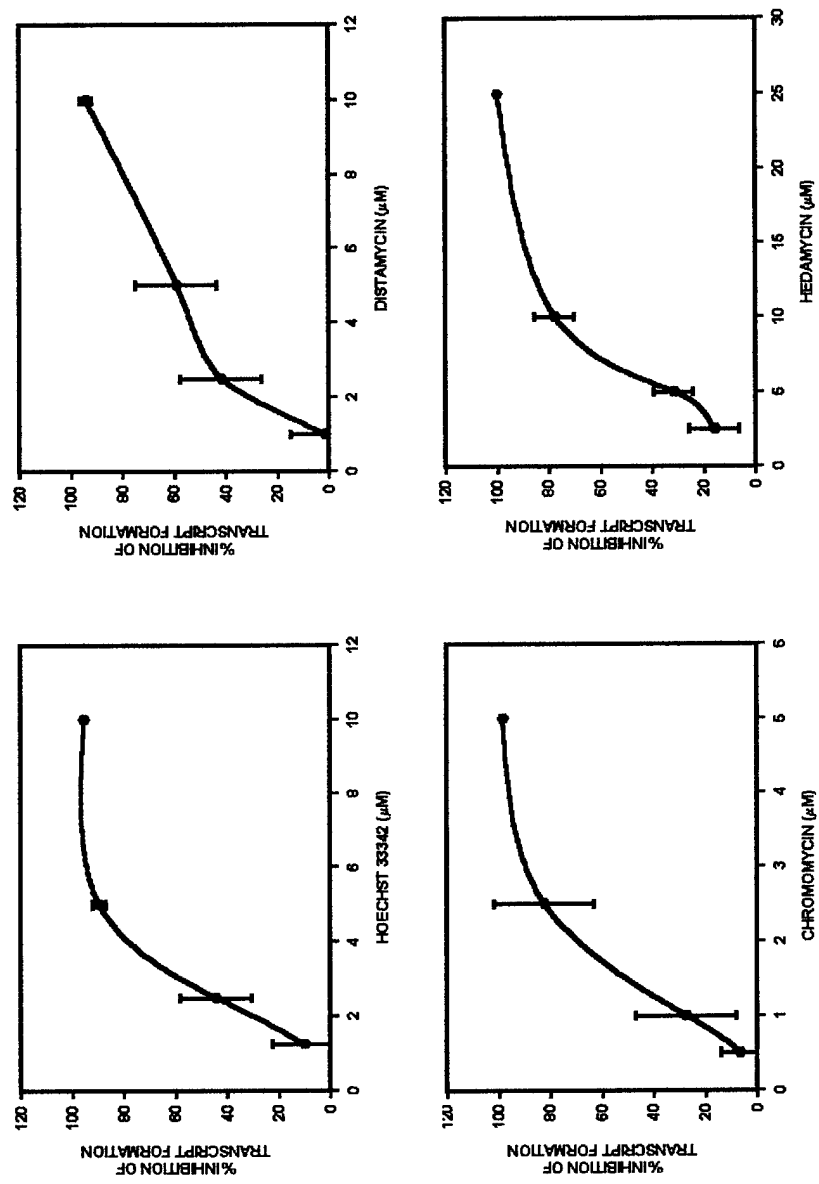 %INHIBITION OF
TRANSCRIPT FORMATION
120
100
80
60
40
20
0
0 2 4 6 8 10 12
HOECHST 33342 (μM)
%INHIBITION OF
TRANSCRIPT FORMATION
120
100
80
60
40
20
0
0 2 4 6 8 10 12
DISTAMYCIN (μM)
%INHIBITION OF
TRANSCRIPT FORMATION
120
100
80
60
40
20
0
0 1 2 3 4 5 6
CHROMOMYCIN (μM)
%INHIBITION OF
TRANSCRIPT FORMATION
120
100
80
60
40
20
0
0 5 10 15 20 25 30
HEDAMYCIN (μM)